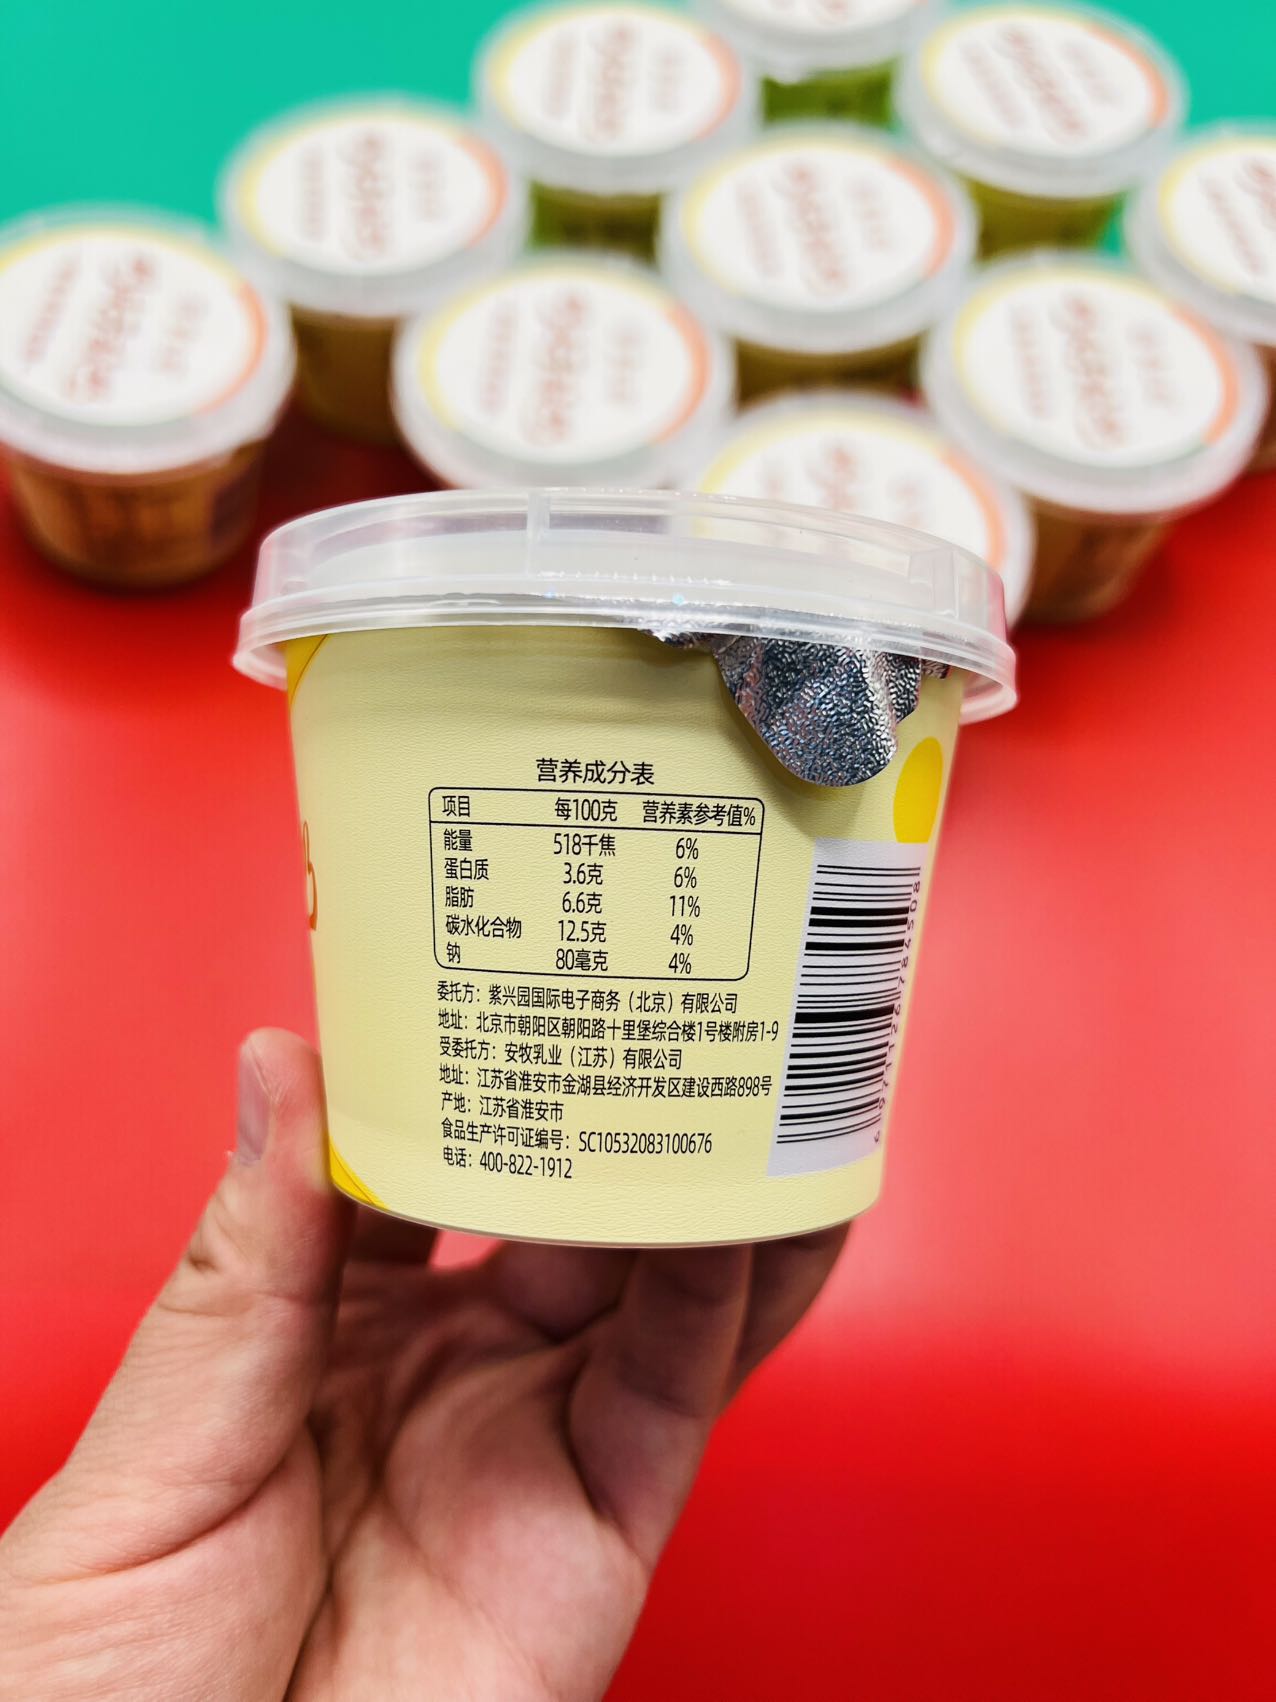 营养成分表
项目 每100克 营养素参考值%
能量 518千焦 6%
蛋白质 3.6克 6%
脂肪 6.6克 11%
碳水化合物 12.5克 4%
钠 80毫克 4%
委托方：紫兴园国际电子商务（北京）有限公司
地址：北京市朝阳区朝阳路十里堡综合楼1号楼附房1-9
受委托方：安牧乳业（江苏）有限公司
地址：江苏省淮安市金湖县经济开发区建设西路898号
产地：江苏省淮安市
食品生产许可证编号：SC10532083100676
电话：400-822-1912
6971126784508